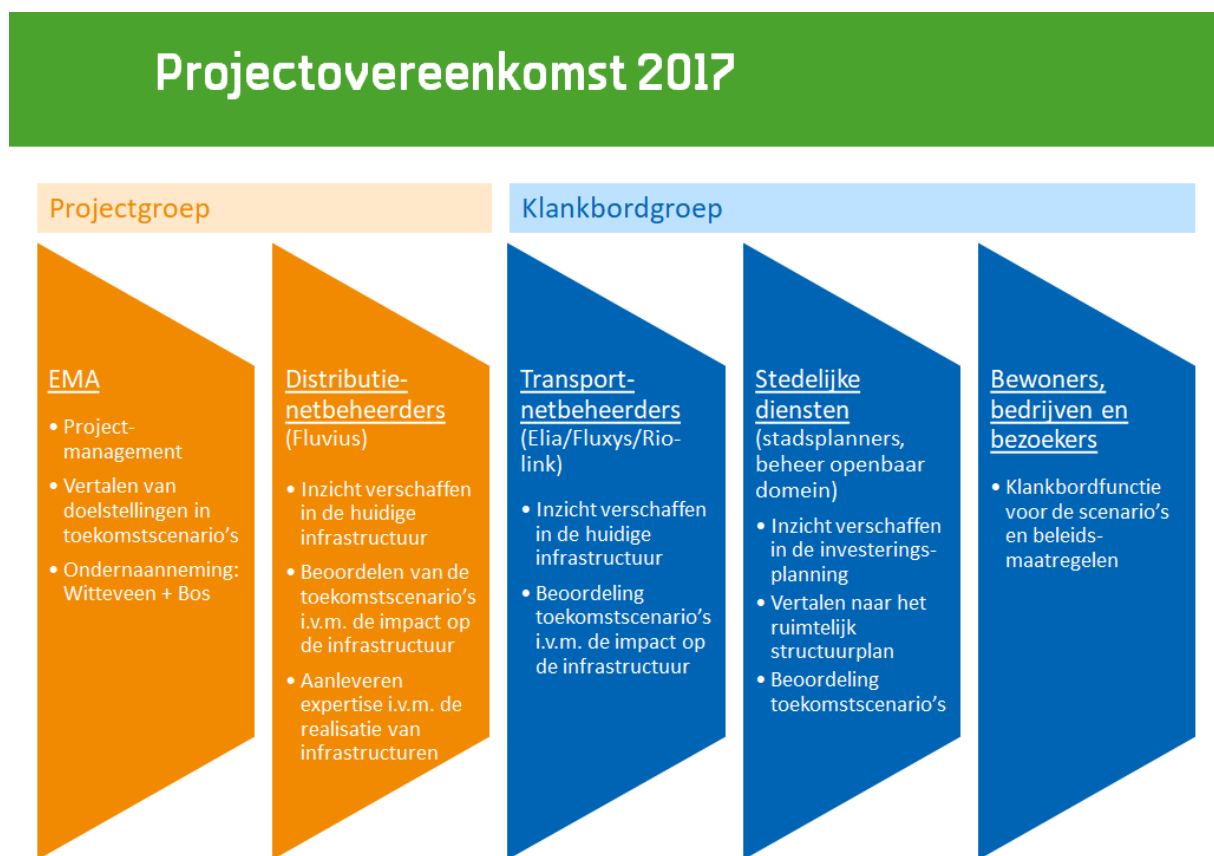 Projectovereenkomst 2017
Projectgroep
Klankbordgroep
EMA
• Project-
management
• Vertalen van
doelstellingen in
toekomstscenario's
• Ondernaanneming:
Witteveen + Bos
Distributie-
netbeheerders
(Fluvius)
• Inzicht verschaffen
in de huidige
infrastructuur
• Beoordelen van de
toekomstscenario's
i.v.m. de impact op
de infrastructuur
• Aanleveren
expertise i.v.m. de
realisatie van
infrastructuren
Transport-
netbeheerders
(Elia/Fluxys/Rio-
link)
• Inzicht verschaffen
in de huidige
infrastructuur
• Beoordeling
toekomstscenario's
i.v.m. de impact op
de infrastructuur
Stedelijke
diensten
(stadsplanners,
beheer openbaar
domein)
• Inzicht verschaffen
in de investerings-
planning
• Vertalen naar het
ruimtelijk
structuurplan
• Beoordeling
toekomstscenario's
Bewoners,
bedrijven en
bezoekers
• Klankbordfunctie
voor de scenario's
en beleids-
maatregelen